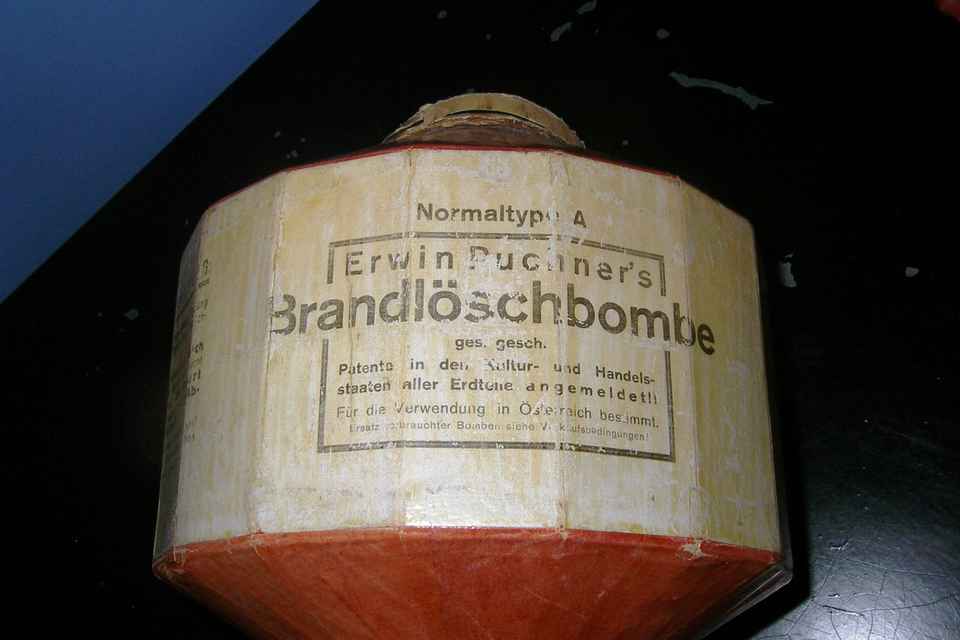 Normaltype A
Erwin Puchner's
Brandlöschbombe
ges. gesch.
Patente in den Kultur- und Handels-
staaten aller Erdteile angemeldet!!
Für die Verwendung in Österreich bestimmt.
Ersatz verbrauchter Bomben siehe Verkaufsbedingungen!